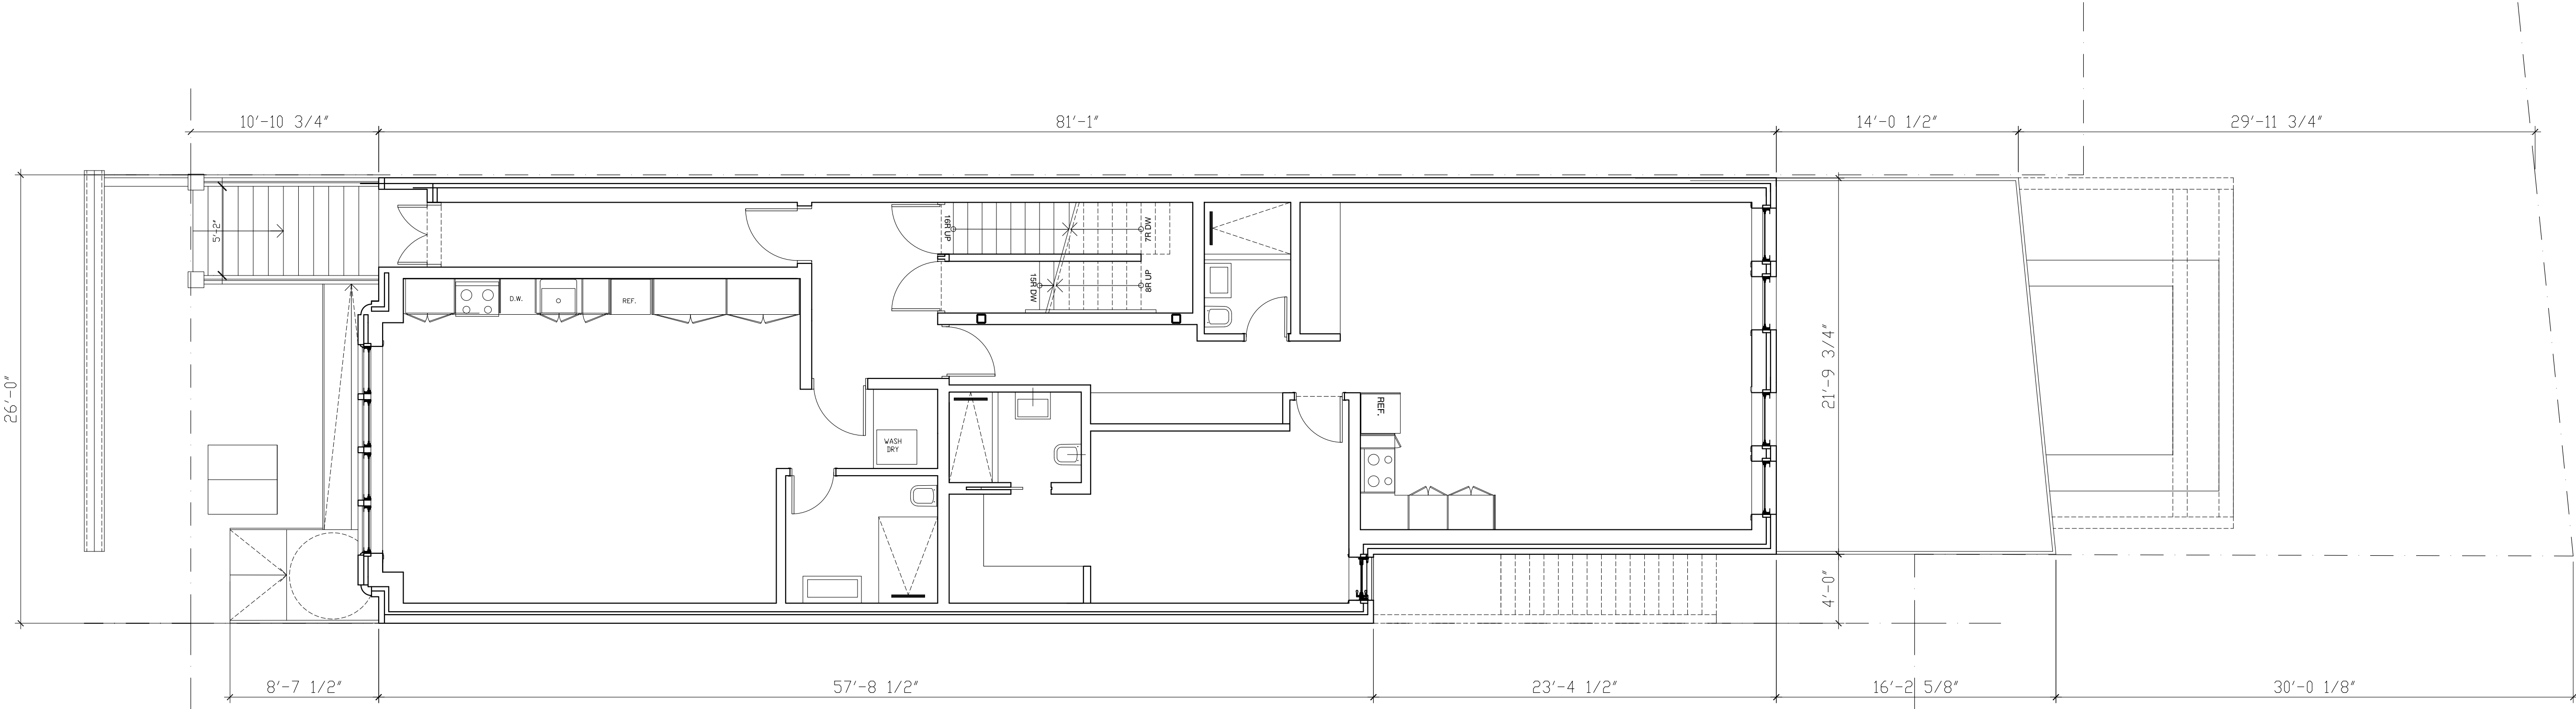 10'-10 3/4"
81'-1"
14'-0 1/2"
29'-11 3/4"
5'-2"
16R UP
7R DW
15R DW
8R UP
D.W.
REF.
26'-0"
21'-9 3/4"
REF.
WASH
DRY
4'-0"
8'-7 1/2"
57'-8 1/2"
23'-4 1/2"
16'-2 5/8"
30'-0 1/8"